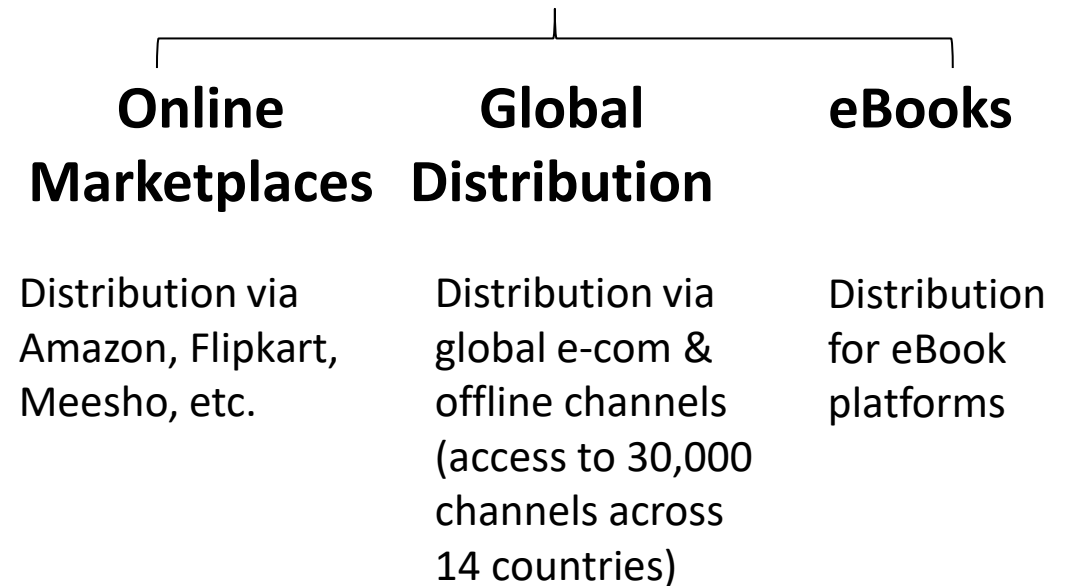 Online
Marketplaces
Distribution via
Amazon, Flipkart,
Meesho, etc.
Global
Distribution
Distribution via
global e-com &
offline channels
(access to 30,000
channels across
14 countries)
eBooks
Distribution
for eBook
platforms